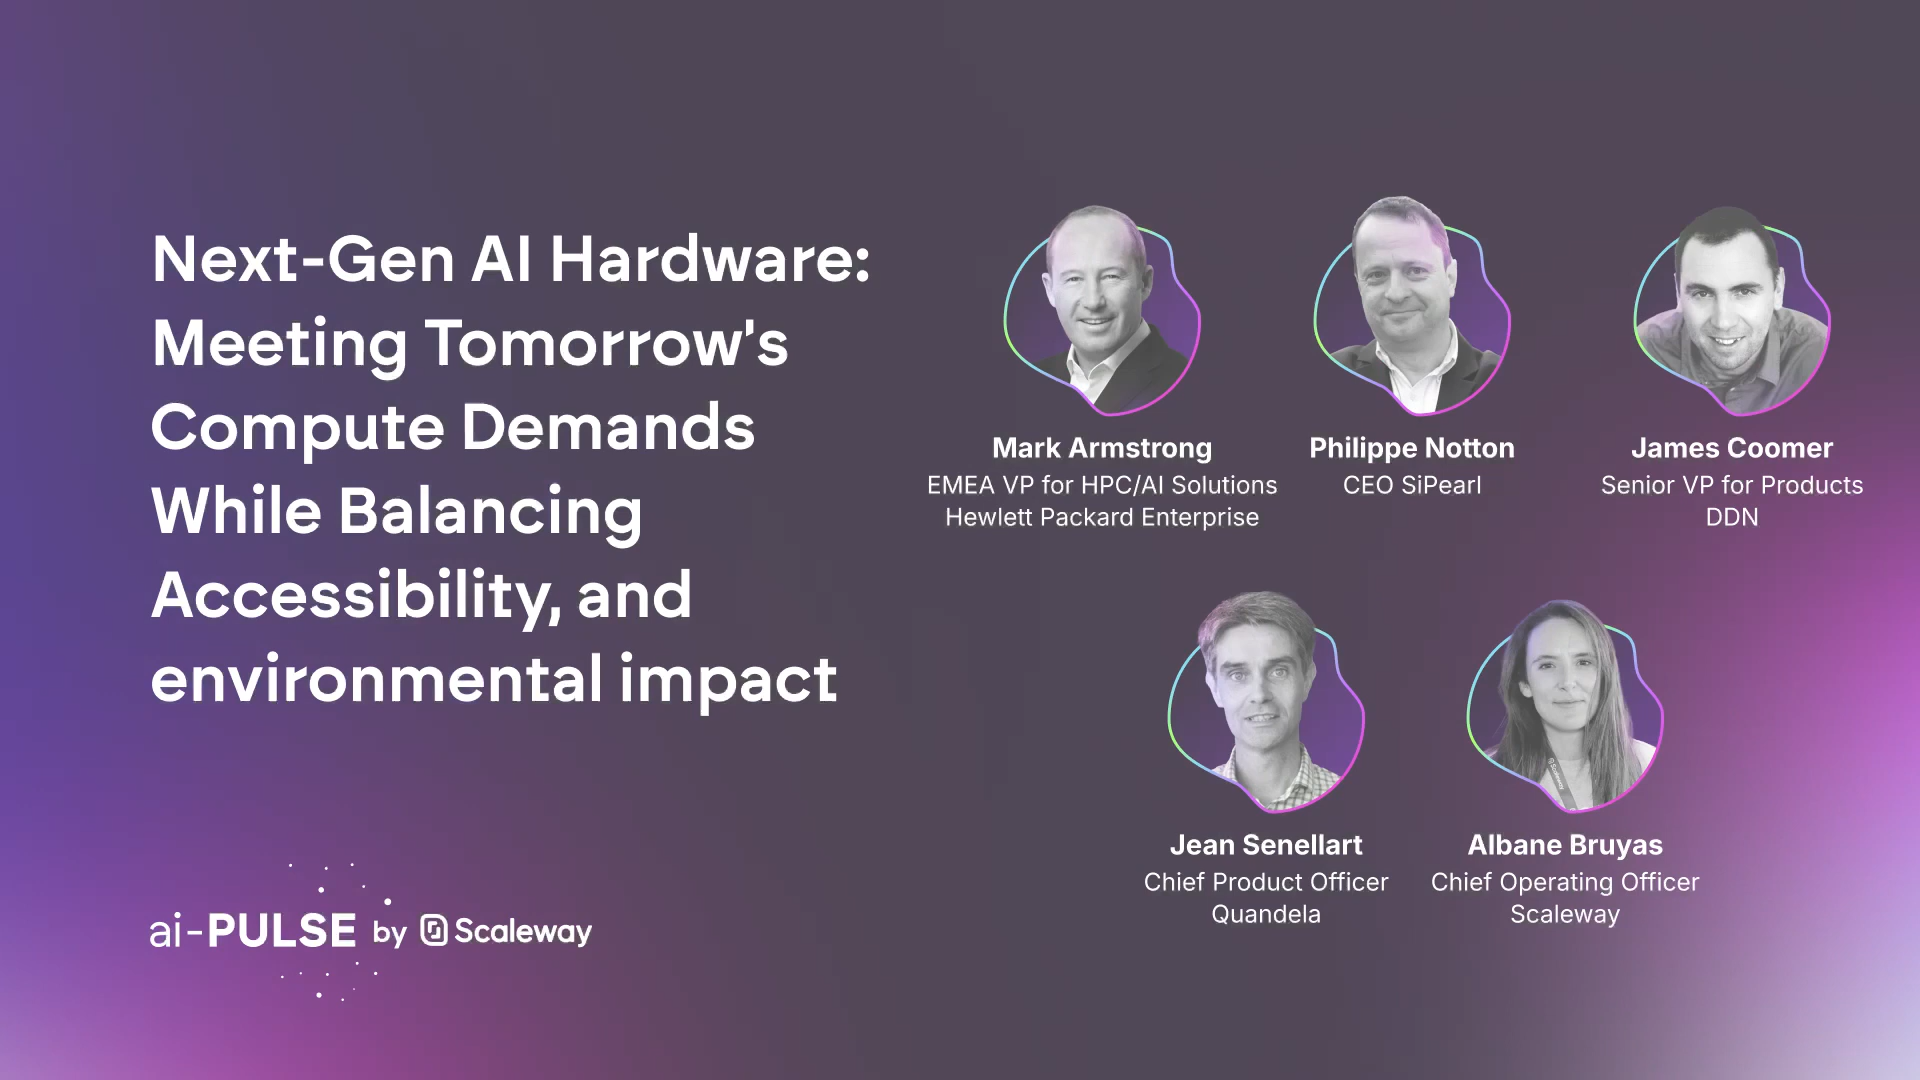 Next-Gen AI Hardware:
Meeting Tomorrow's
Compute Demands
While Balancing
Accessibility, and
environmental impact
Mark Armstrong
EMEA VP for HPC/AI Solutions
Hewlett Packard Enterprise
Philippe Notton
CEO SiPearl
James Coomer
Senior VP for Products
DDN
Jean Senellart
Chief Product Officer
Quandela
Albane Bruyas
Chief Operating Officer
Scaleway
Scaleway
ai-PULSE by Scaleway